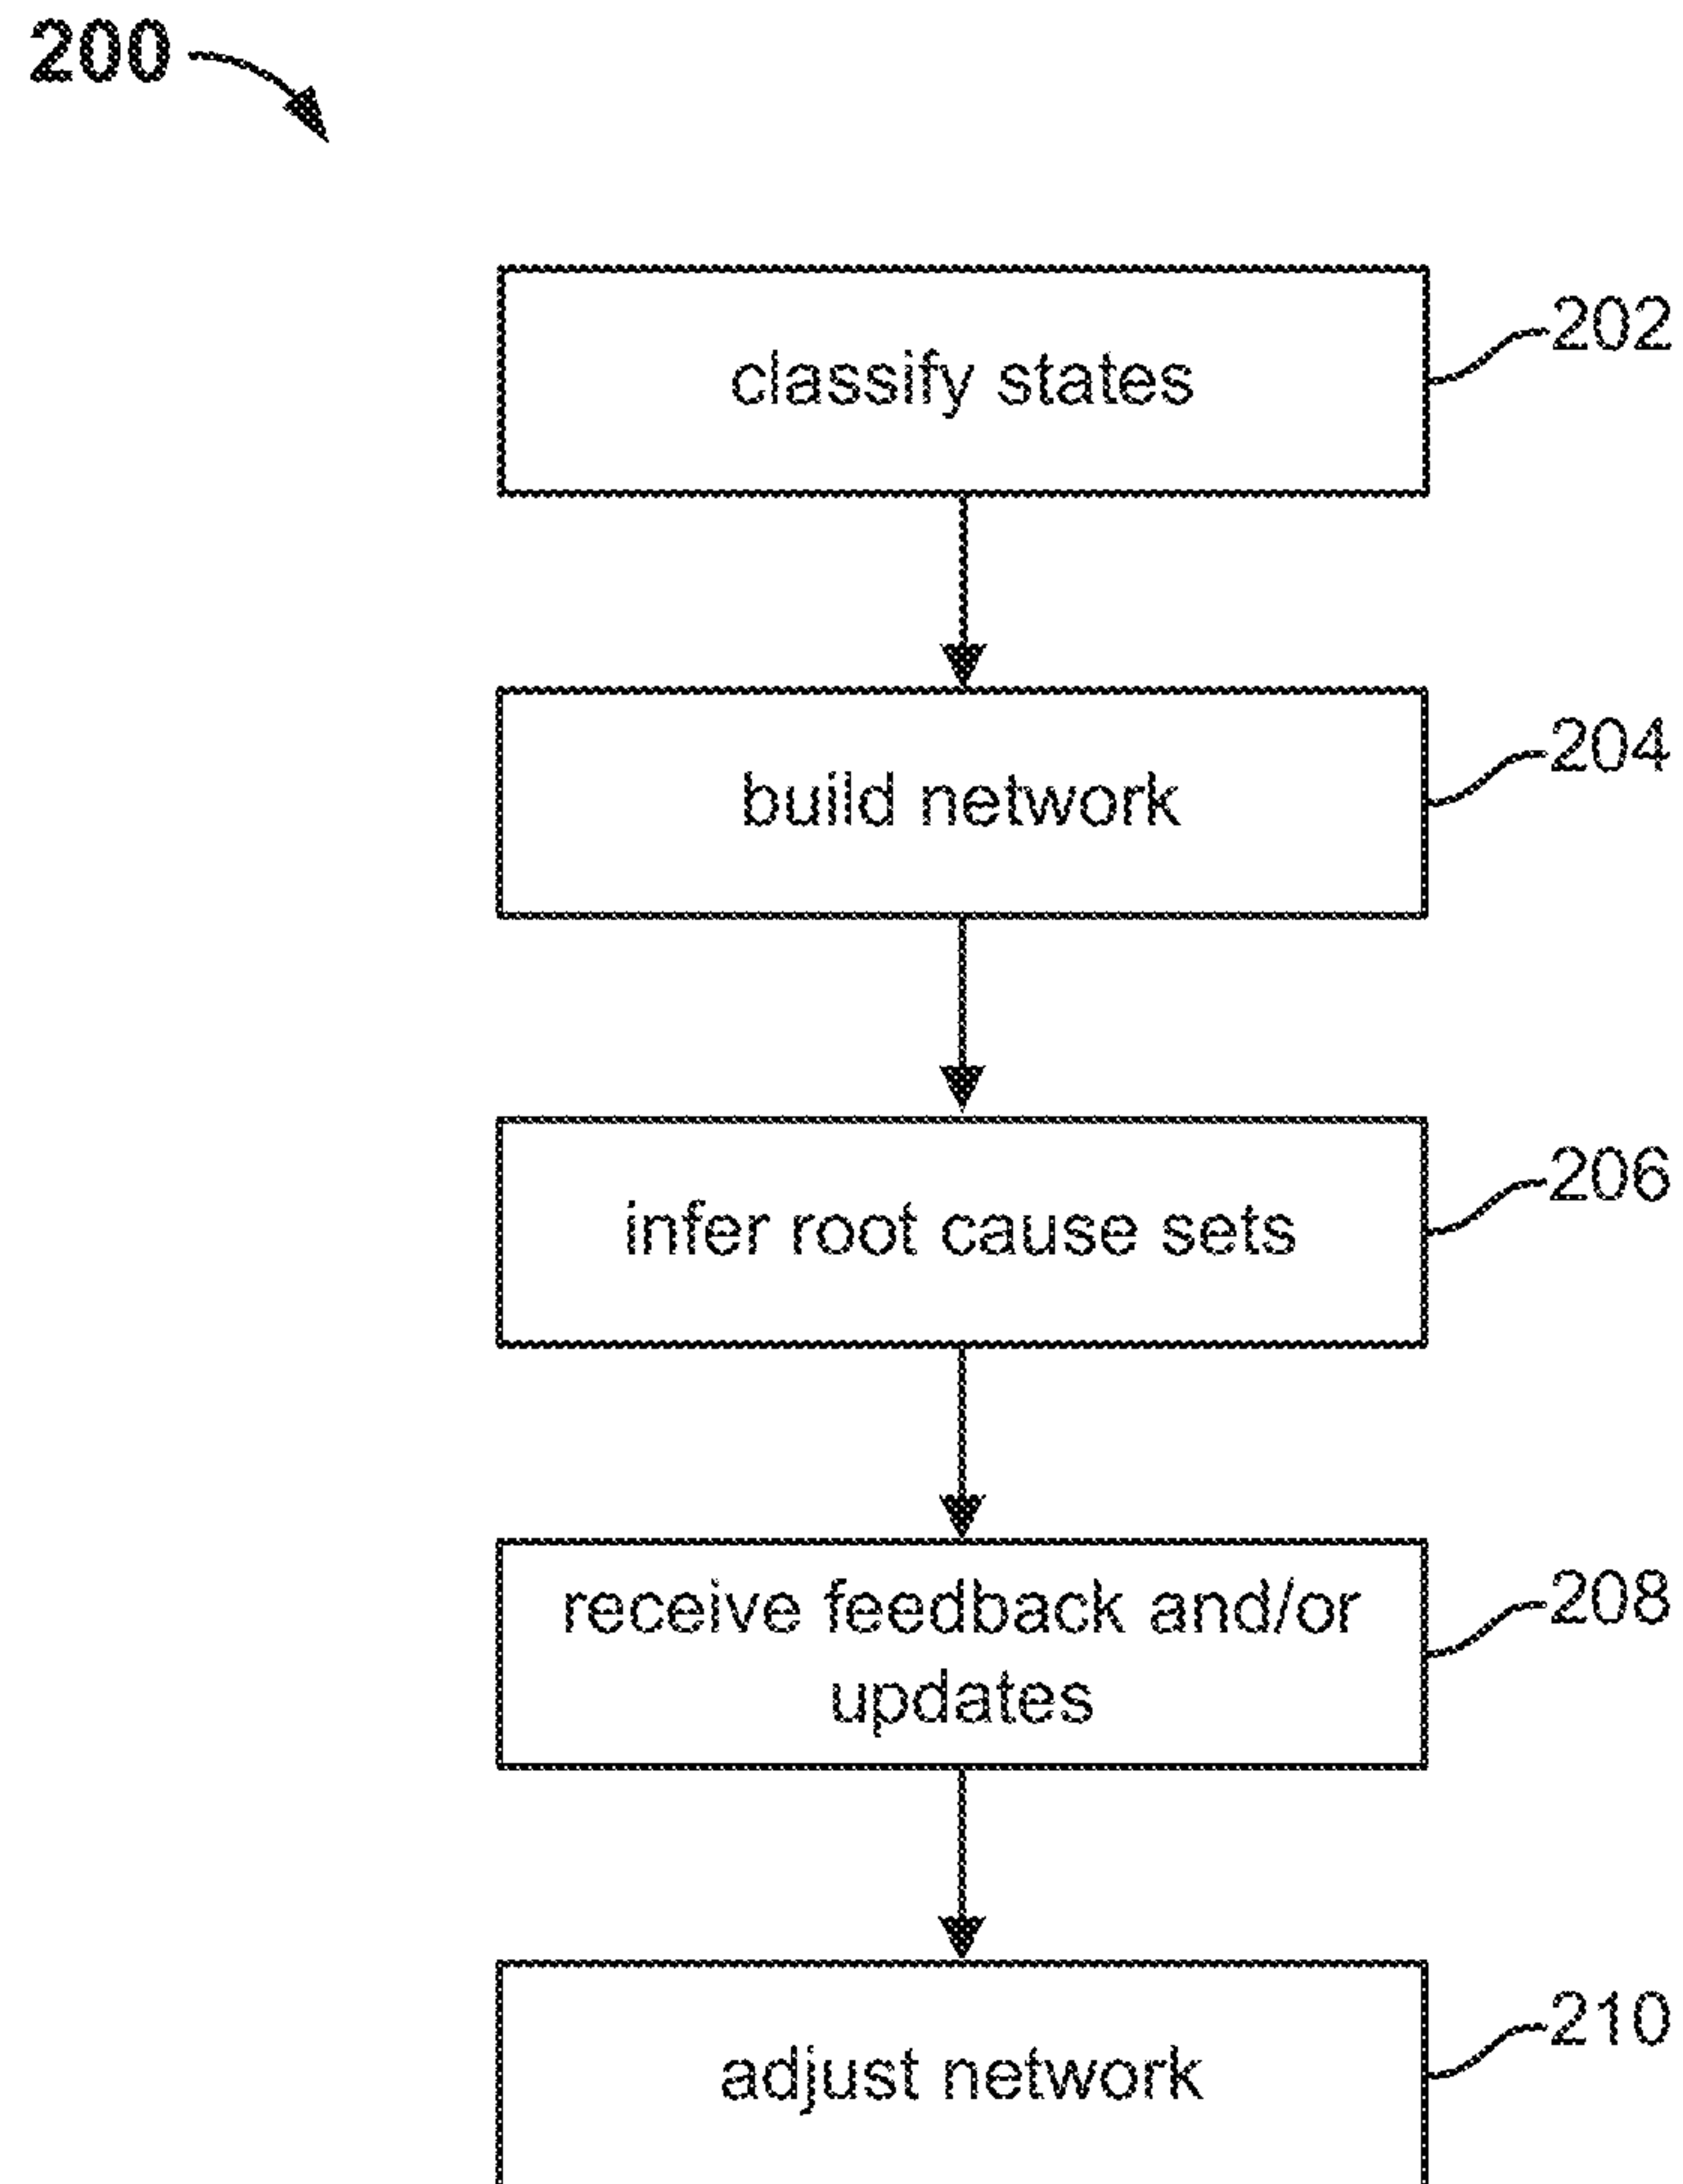 200
classify states
202
build network
204
infer root cause sets
206
receive feedback and/or
updates
208
adjust network
210